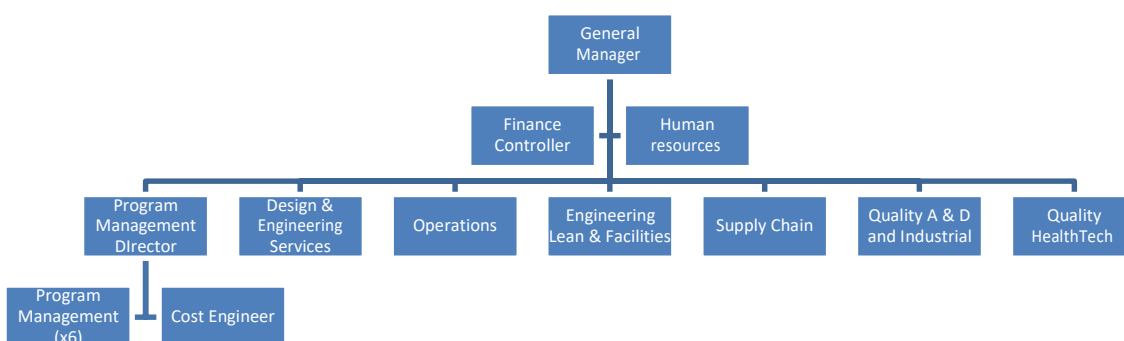 General
Manager
Finance
Controller
Human
resources
Program
Management
DIrector
Design &
Engineering
Services
Operations
Engineering
Lean & Facilities
Supply Chain
Quality A & D
and Industrial
Quality
HealthTech
Program
Management
(x6)
Cost Engineer